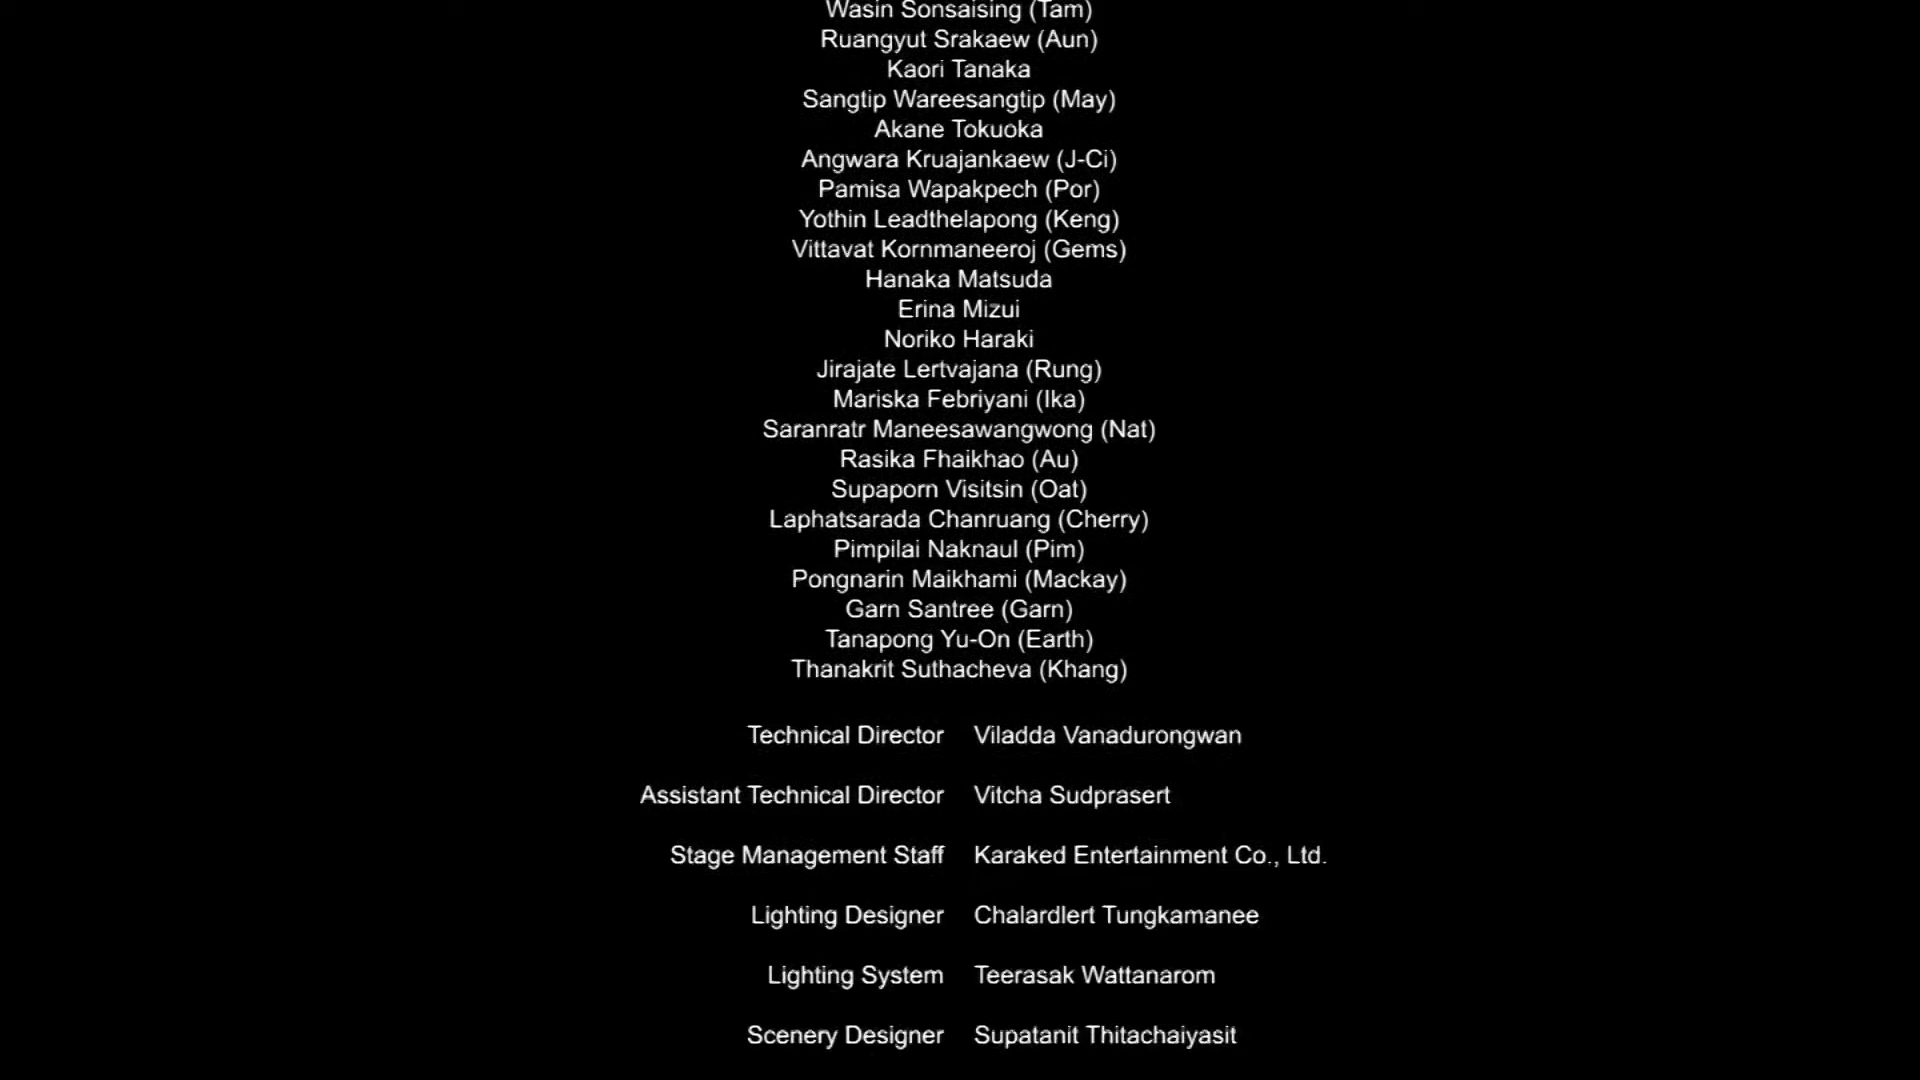 Wasin Sonsaising (Tam)
Ruangyut Srakaew (Aun)
Kaori Tanaka
Sangtip Wareesangtip (May)
Akane Tokuoka
Angwara Kruajankaew (J-Ci)
Pamisa Wapakpech (Por)
Yothin Leadthelapong (Keng)
Vittavat Kornmaneeroj (Gems)
Hanaka Matsuda
Erina Mizui
Noriko Haraki
Jirajate Lertvajana (Rung)
Mariska Febriyani (Ika)
Saranratr Maneesawangwong (Nat)
Rasika Fhaikhao (Au)
Supaporn Visitsin (Oat)
Laphatsarada Chanruang (Cherry)
Pimpilai Naknaul (Pim)
Pongnarin Maikhami (Mackay)
Garn Santree (Garn)
Tanapong Yu-On (Earth)
Thanakrit Suthacheva (Khang)
Technical Director Viladda Vanadurongwan
Assistant Technical Director Vitcha Sudprasert
Stage Management Staff Karaked Entertainment Co., Ltd.
Lighting Designer Chalardlert Tungkamanee
Lighting System Teerasak Wattanarom
Scenery Designer Supatanit Thitachaiyasit